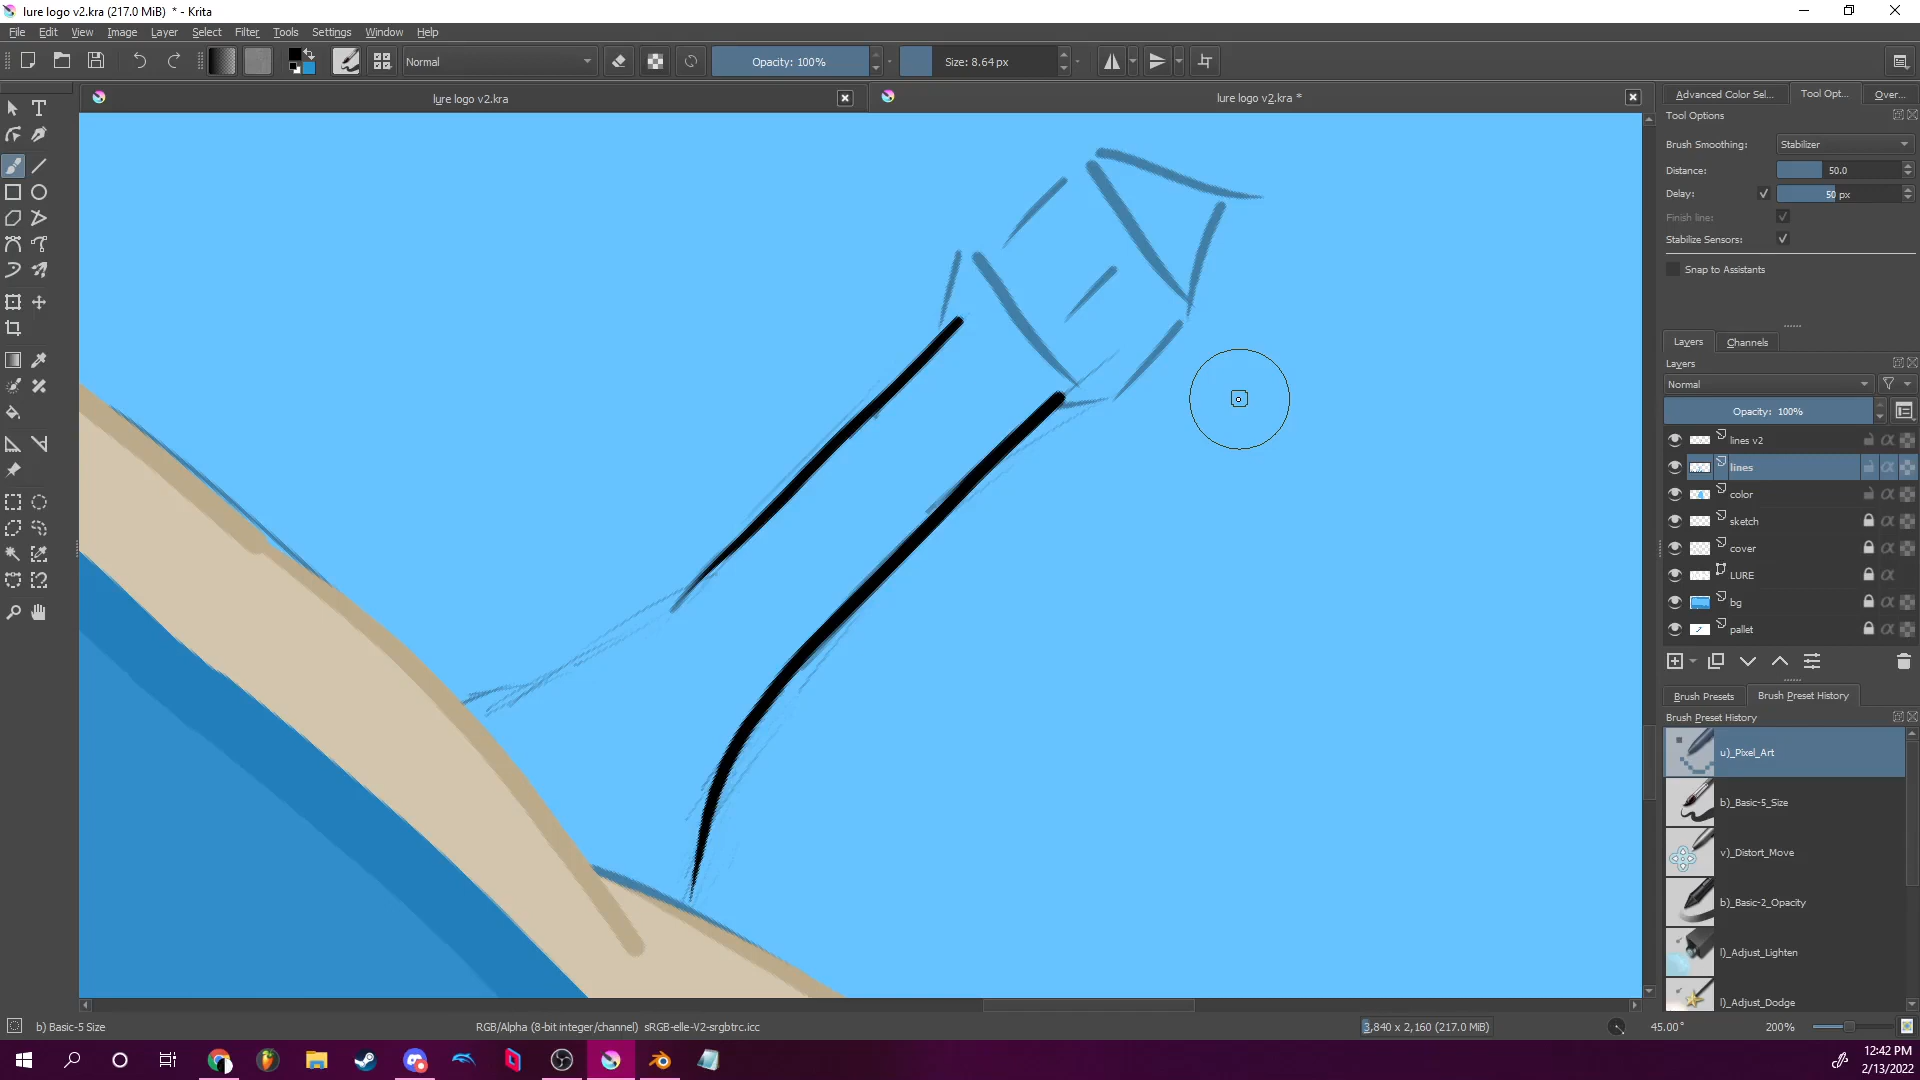 lure logo v2.kra (217.0 MiB)  * - Krita
File Edit View Image Layer Select Filter Tools Settings Window Help
Normal Opacity: 100% Size: 8.64 px
lure logo v2.kra lure logo v2.kra *
Advanced Color Sel... Tool Opt... Over...
Tool Options
Brush Smoothing: Stabilizer
Distance: 50.0
Delay: 50 px
Finish line:
Stabilize Sensors:
Snap to Assistants
Layers Channels
Layers
Normal
Opacity: 100%
lines v2
lines
color
sketch
cover
LURE
bg
pallet
Brush Presets Brush Preset History
Brush Preset History
u)_Pixel_Art
b)_Basic-5_Size
v)_Distort_Move
b)_Basic-2_Opacity
l)_Adjust_Lighten
l)_Adjust_Dodge
b) Basic-5 Size RGB/Alpha (8-bit integer/channel) sRGB-elle-V2-srgbtrc.icc 3,840 x 2,160 (217.0 MiB) 45.00° 200%
12:42 PM
2/13/2022